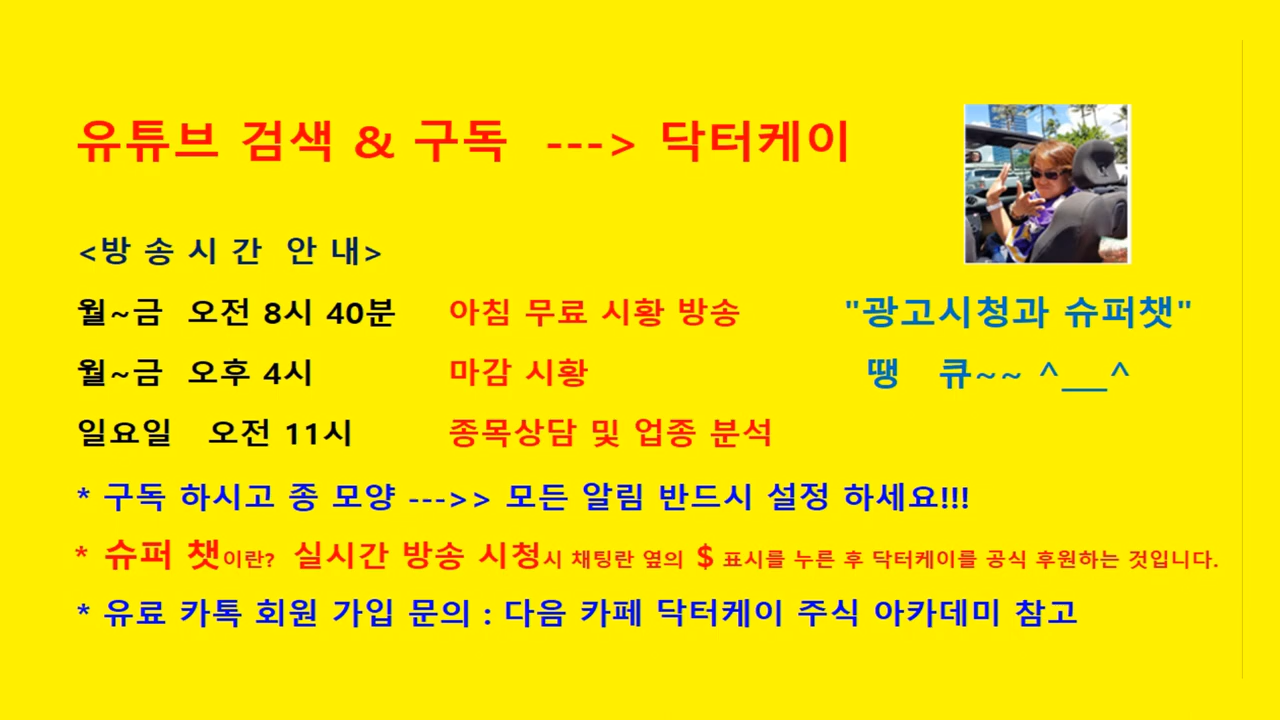 유튜브 검색 & 구독 ---> 닥터케이
<방 송 시 간 안 내>
월~금 오전 8시 40분 아침 무료 시황 방송 "광고시청과 슈퍼챗"
월~금 오후 4시 마감 시황 땡 큐~~ ^__^
일요일 오전 11시 종목상담 및 업종 분석
* 구독 하시고 종 모양 --->> 모든 알림 반드시 설정 하세요!!!
* 슈퍼 챗이란? 실시간 방송 시청시 채팅란 옆의 $ 표시를 누른 후 닥터케이를 공식 후원하는 것입니다.
* 유료 카톡 회원 가입 문의 : 다음 카페 닥터케이 주식 아카데미 참고